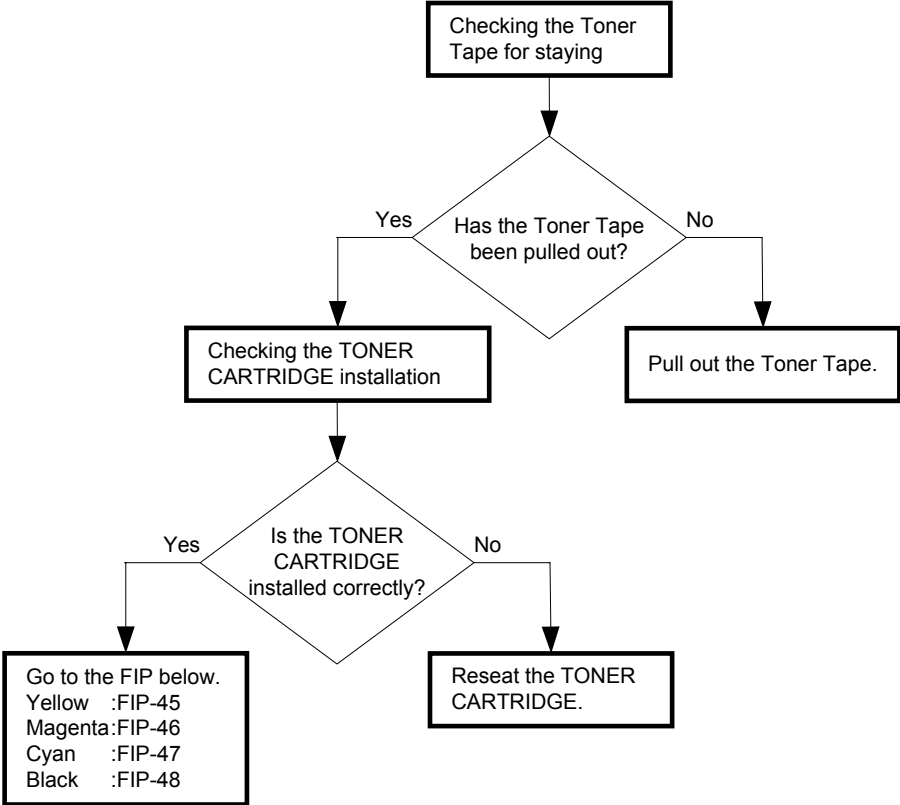 Checking the Toner
Tape for staying
Yes
Has the Toner Tape
been pulled out?
No
Checking the TONER
CARTRIDGE installation
Pull out the Toner Tape.
Yes
Is the TONER
CARTRIDGE
installed correctly?
No
Go to the FIP below.
Yellow :FIP-45
Magenta:FIP-46
Cyan :FIP-47
Black :FIP-48
Reseat the TONER
CARTRIDGE.